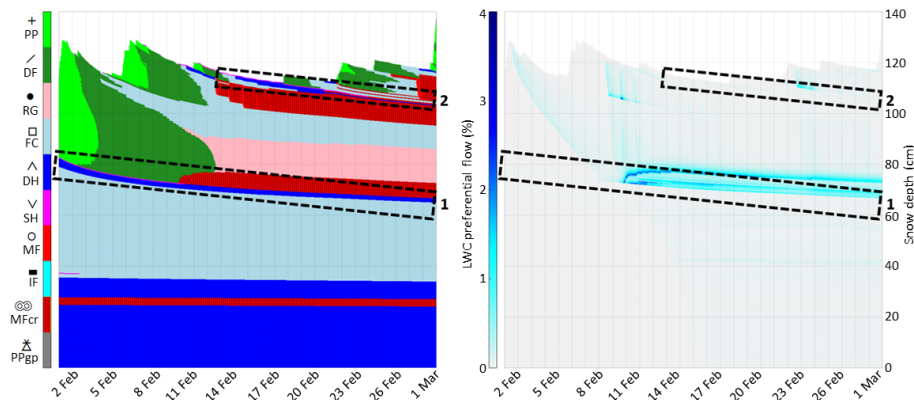 +
PP
/
DF
●
RG
□
FC
∧
DH
∨
SH
○
MF
▬
IF
◎◎
MFcr
PPgp
2
1
2 Feb
5 Feb
8 Feb
11 Feb
14 Feb
17 Feb
20 Feb
23 Feb
26 Feb
1 Mar
4
3
2
1
0
LWC preferential flow (%)
2
1
140
120
100
80
60
40
20
0
Snow depth (cm)
2 Feb
5 Feb
8 Feb
11 Feb
14 Feb
17 Feb
20 Feb
23 Feb
26 Feb
1 Mar